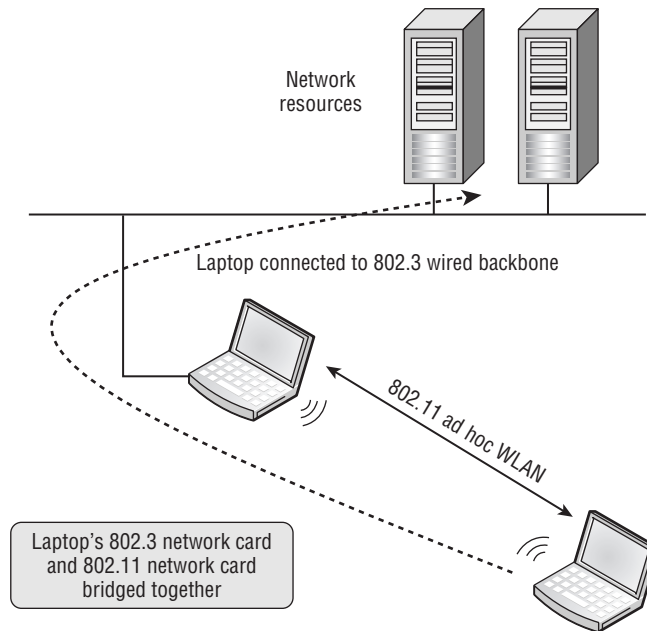 Network
resources
Laptop connected to 802.3 wired backbone
802.11 ad hoc WLAN
Laptop's 802.3 network card
and 802.11 network card
bridged together